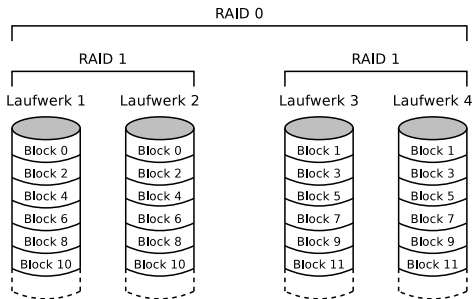 RAID 0
RAID 1 RAID 1
Laufwerk 1 Laufwerk 2 Laufwerk 3 Laufwerk 4
Block 0 Block 0 Block 1 Block 1
Block 2 Block 2 Block 3 Block 3
Block 4 Block 4 Block 5 Block 5
Block 6 Block 6 Block 7 Block 7
Block 8 Block 8 Block 9 Block 9
Block 10 Block 10 Block 11 Block 11